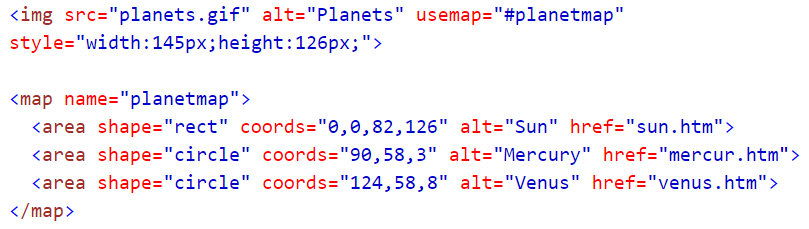 <img src="planets.gif" alt="Planets" usemap="#planetmap"
style="width:145px;height:126px;">

<map name="planetmap">
  <area shape="rect" coords="0,0,82,126" alt="Sun" href="sun.htm">
  <area shape="circle" coords="90,58,3" alt="Mercury" href="mercur.htm">
  <area shape="circle" coords="124,58,8" alt="Venus" href="venus.htm">
</map>